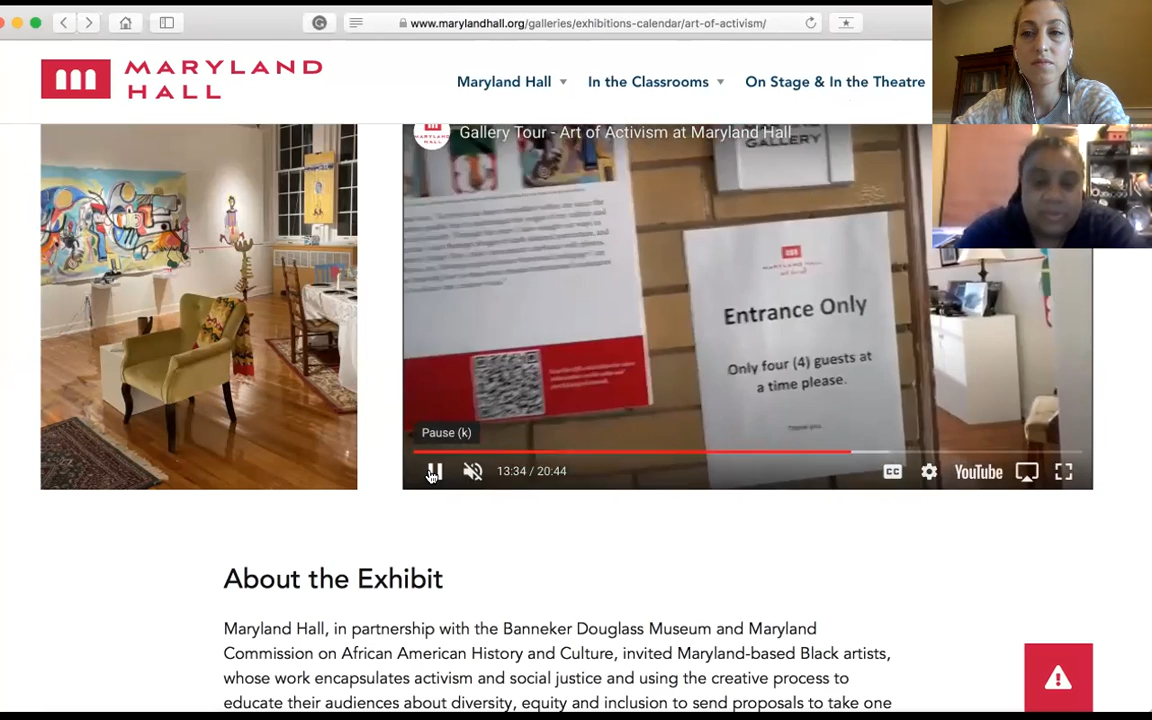 www.marylandhall.org/galleries/exhibitions-calendar/art-of-activism/
MARYLAND
HALL
Maryland Hall
In the Classrooms
On Stage & In the Theatre
Gallery Tour - Art of Activism at Maryland Hall
GALLERY
Entrance Only
Only four (4) guests at
a time please.
Thank you.
Pause (k)
13:34 / 20:44
CC
YouTube
About the Exhibit
Maryland Hall, in partnership with the Banneker Douglass Museum and Maryland
Commission on African American History and Culture, invited Maryland-based Black artists,
whose work encapsulates activism and social justice and using the creative process to
educate their audiences about diversity, equity and inclusion to send proposals to take one